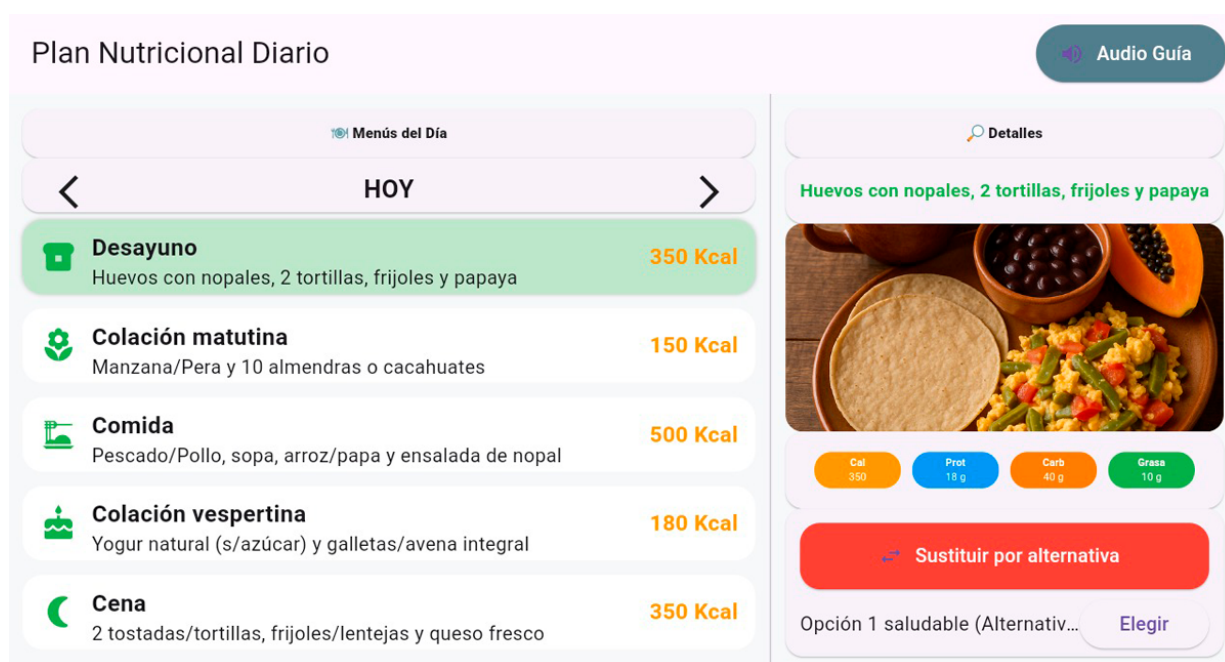 Plan Nutricional Diario
Audio Guía
Menús del Día
HOY
Desayuno
Huevos con nopales, 2 tortillas, frijoles y papaya
350 Kcal
Colación matutina
Manzana/Pera y 10 almendras o cacahuates
150 Kcal
Comida
Pescado/Pollo, sopa, arroz/papa y ensalada de nopal
500 Kcal
Colación vespertina
Yogur natural (s/azúcar) y galletas/avena integral
180 Kcal
Cena
2 tostadas/tortillas, frijoles/lentejas y queso fresco
350 Kcal
Detalles
Huevos con nopales, 2 tortillas, frijoles y papaya
Cal
350
Prot
18 g
Carb
40 g
Grasa
10 g
Sustituir por alternativa
Opción 1 saludable (Alternativ...
Elegir